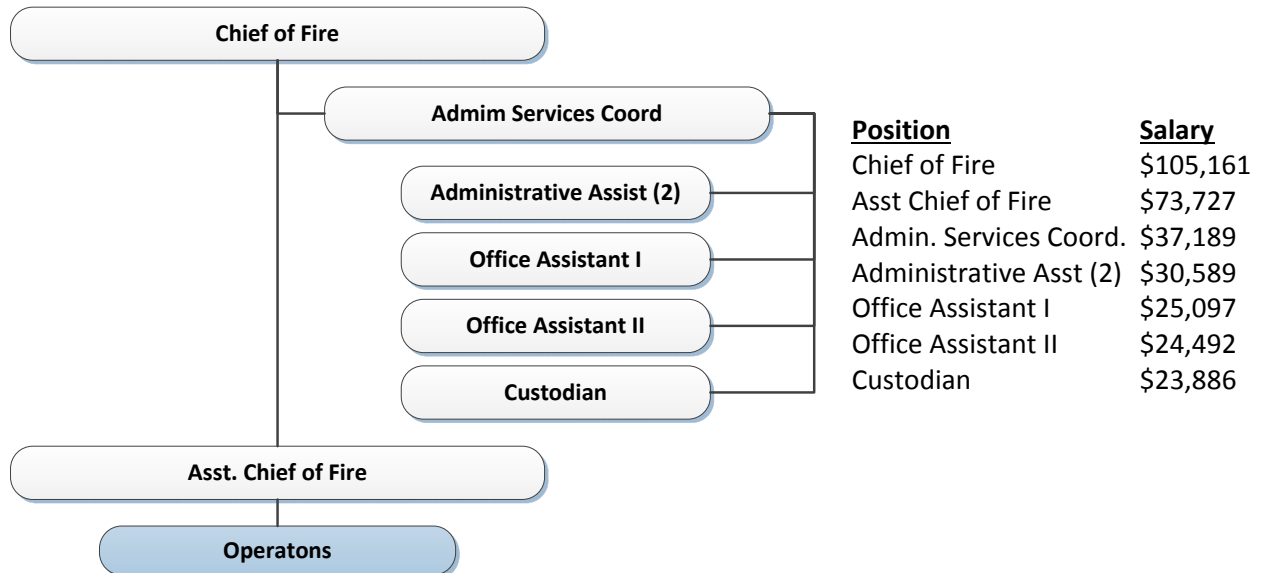 Chief of Fire
Admim Services Coord
Administrative Assist (2)
Office Assistant I
Office Assistant II
Custodian
Asst. Chief of Fire
Operatons
Position Salary
Chief of Fire $105,161
Asst Chief of Fire $73,727
Admin. Services Coord. $37,189
Administrative Asst (2) $30,589
Office Assistant I $25,097
Office Assistant II $24,492
Custodian $23,886